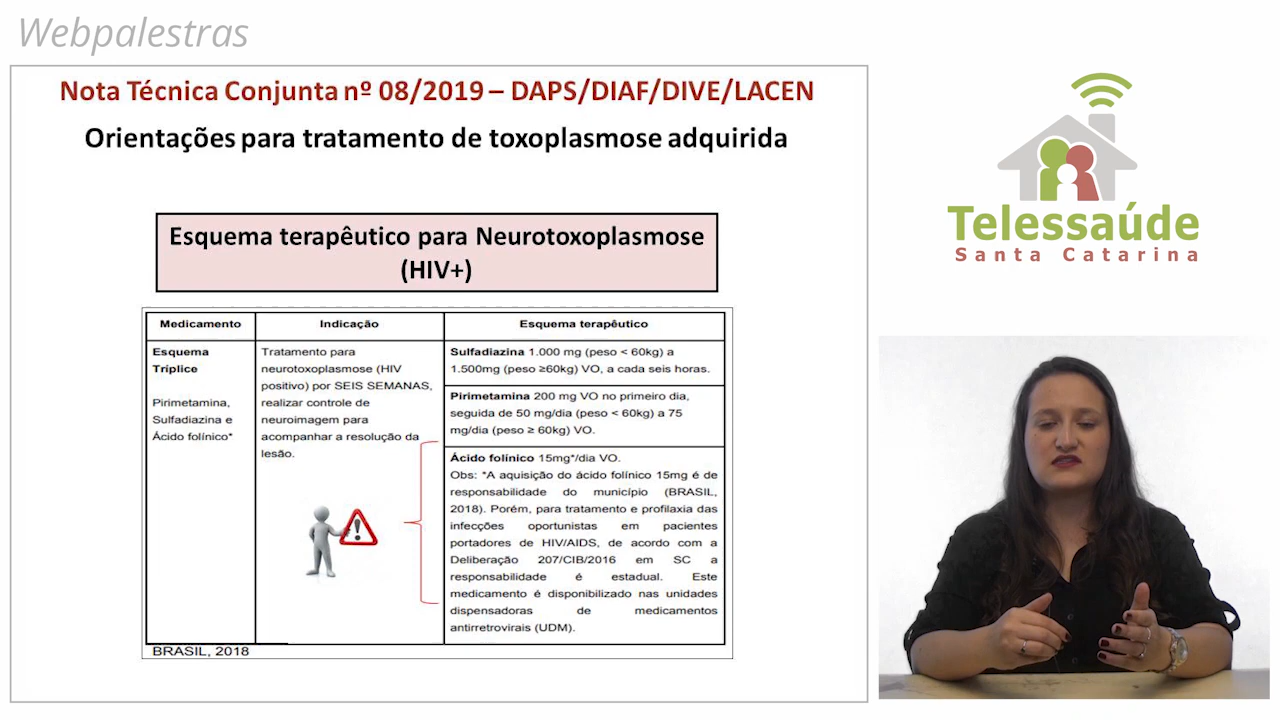 Webpalestras
Nota Técnica Conjunta nº 08/2019 – DAPS/DIAF/DIVE/LACEN
Orientações para tratamento de toxoplasmose adquirida
Esquema terapêutico para Neurotoxoplasmose
(HIV+)
Medicamento
Indicação
Esquema terapêutico
Esquema
Tríplice
Pirimetamina,
Sulfadiazina e
Ácido folínico*
Tratamento para
neurotoxoplasmose (HIV
positivo) por SEIS SEMANAS,
realizar controle de
neuroimagem para
acompanhar a resolução da
lesão.
Sulfadiazina 1.000 mg (peso < 60kg) a
1.500mg (peso ≥60kg) VO, a cada seis horas.
Pirimetamina 200 mg VO no primeiro dia,
seguida de 50 mg/dia (peso < 60kg) a 75
mg/dia (peso ≥ 60kg) VO.
Ácido folínico 15mg*/dia VO.
Obs: *A aquisição do ácido folínico 15mg é de
responsabilidade do município (BRASIL,
2018). Porém, para tratamento e profilaxia das
infecções oportunistas em pacientes
portadores de HIV/AIDS, de acordo com a
Deliberação 207/CIB/2016 em SC a
responsabilidade é estadual. Este
medicamento é disponibilizado nas unidades
dispensadoras de medicamentos
antirretrovirais (UDM).
BRASIL, 2018
Telessaúde
Santa Catarina